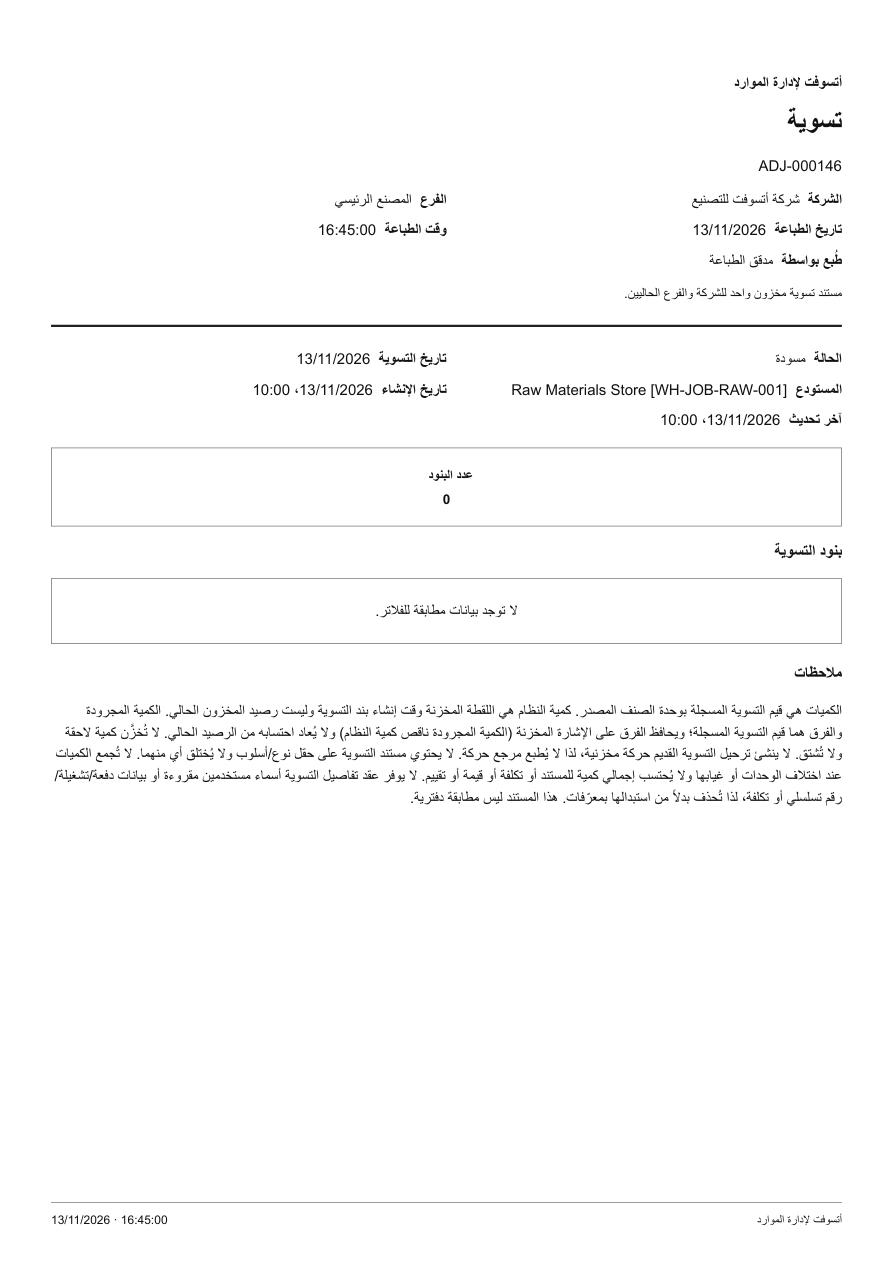 أتسوفت لإدارة الموارد
تسوية
ADJ-000146
الشركة شركة أتسوفت للتصنيع الفرع المصنع الرئيسي
تاريخ الطباعة 13/11/2026 وقت الطباعة 16:45:00
طُبع بواسطة مدقق الطباعة
مستند تسوية مخزون واحد للشركة والفرع الحاليين.
الحالة مسودة تاريخ التسوية 13/11/2026
المستودع Raw Materials Store [WH-JOB-RAW-001] تاريخ الإنشاء 13/11/2026، 10:00
آخر تحديث 13/11/2026، 10:00
عدد البنود
0
بنود التسوية
لا توجد بيانات مطابقة للفلاتر.
ملاحظات
الكميات هي قيم التسوية المسجلة بوحدة الصنف المصدر. كمية النظام هي اللقطة المخزنة وقت إنشاء بند التسوية وليست رصيد المخزون الحالي. الكمية المجرودة
والفرق هما قيم التسوية المسجلة؛ ويحافظ الفرق على الإشارة المخزنة (الكمية المجرودة ناقص كمية النظام) ولا يُعاد احتسابه من الرصيد الحالي. لا تُخزَّن كمية لاحقة
ولا تُشتق. لا ينشئ ترحيل التسوية القديم حركة مخزنية، لذا لا يُطبع مرجع حركة. لا يحتوي مستند التسوية على حقل نوع/أسلوب ولا يُختلق أي منهما. لا تُجمع الكميات
عند اختلاف الوحدات أو غيابها ولا يُحتسب إجمالي كمية للمستند أو تكلفة أو قيمة أو تقييم. لا يوفر عقد تفاصيل التسوية أسماء مستخدمين مقروءة أو بيانات دفعة/تشغيلة/
رقم تسلسلي أو تكلفة، لذا تُحذف بدلاً من استبدالها بمعرّفات. هذا المستند ليس مطابقة دفترية.
أتسوفت لإدارة الموارد 13/11/2026 · 16:45:00